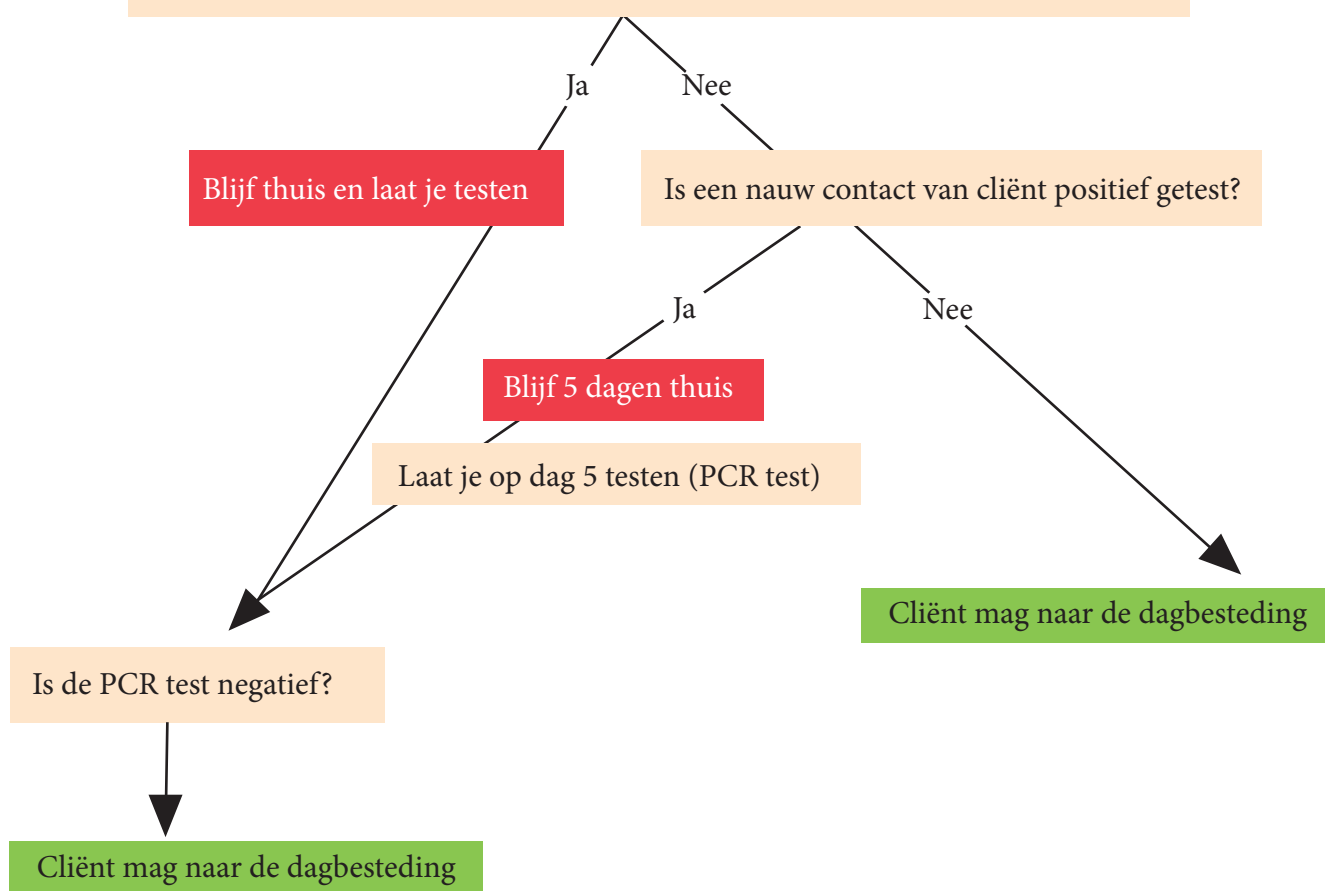 Ja
Nee
Blijf thuis en laat je testen
Is een nauw contact van cliënt positief getest?
Ja
Nee
Blijf 5 dagen thuis
Laat je op dag 5 testen (PCR test)
Cliënt mag naar de dagbesteding
Is de PCR test negatief?
Cliënt mag naar de dagbesteding